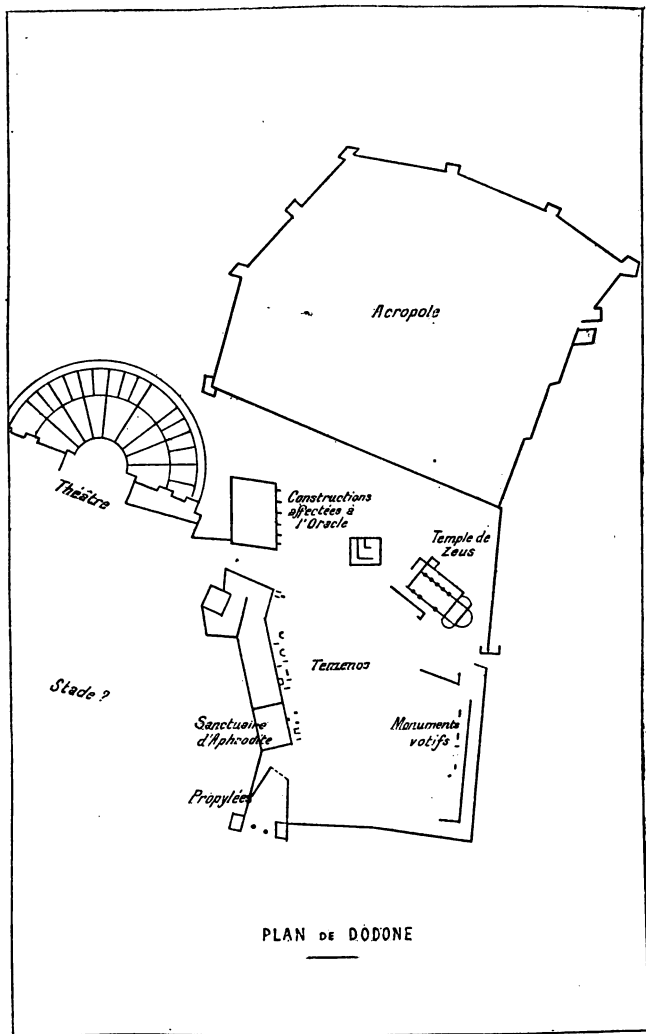 Acropole
Théâtre
Constructions
affectées à
l'Oracle
Temple de
Zeus
Temenos
Stade ?
Sanctuaire
d'Aphrodite
Monuments
votifs
Propylées
PLAN DE DODONE